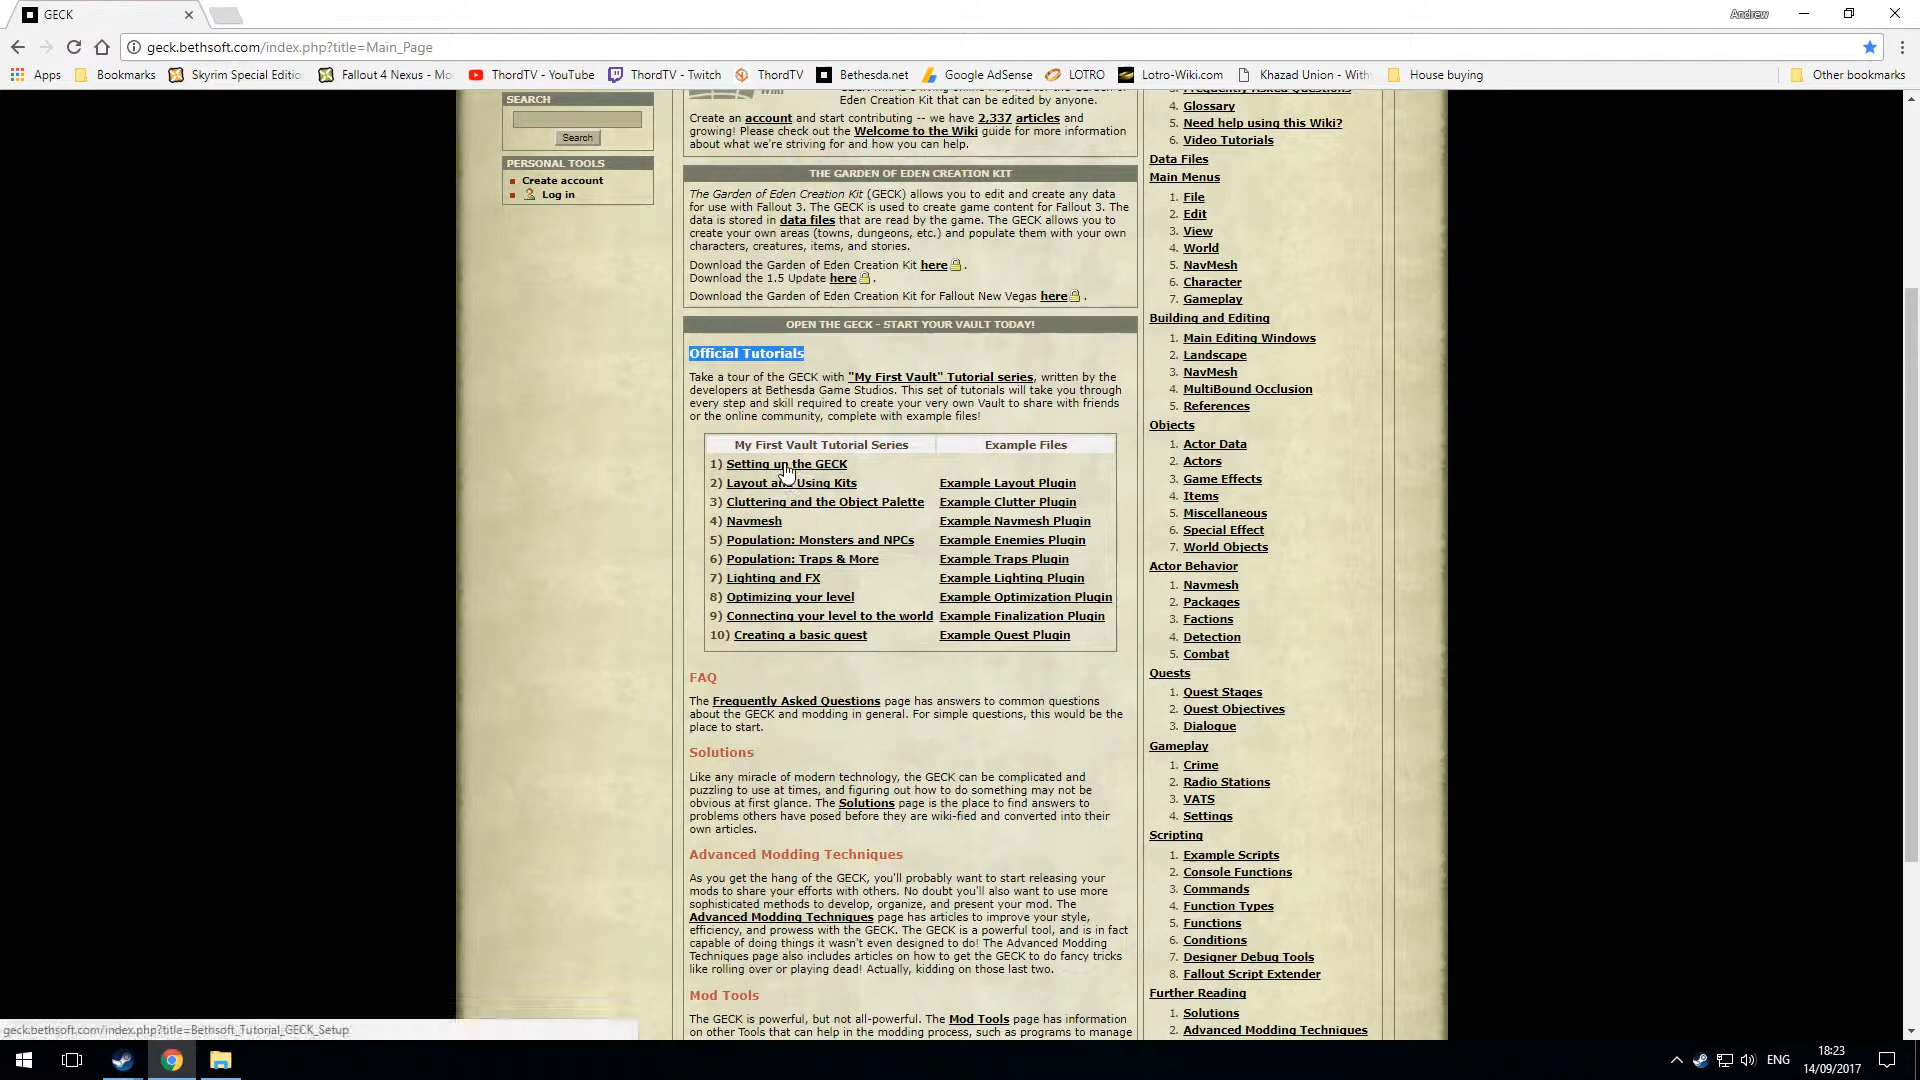 GECK
Andrew
geck.bethsoft.com/index.php?title=Main_Page
Apps
Bookmarks
Skyrim Special Editio
Fallout 4 Nexus - Mo
ThordTV - YouTube
ThordTV - Twitch
ThordTV
Bethesda.net
Google AdSense
LOTRO
Lotro-Wiki.com
Khazad Union - With
House buying
Other bookmarks
SEARCH
Search
PERSONAL TOOLS
Create account
Log in
Eden Creation Kit that can be edited by anyone.
Create an account and start contributing -- we have 2,337 articles and
growing! Please check out the Welcome to the Wiki guide for more information
about what we're striving for and how you can help.
THE GARDEN OF EDEN CREATION KIT
The Garden of Eden Creation Kit (GECK) allows you to edit and create any data
for use with Fallout 3. The GECK is used to create game content for Fallout 3. The
data is stored in data files that are read by the game. The GECK allows you to
create your own areas (towns, dungeons, etc.) and populate them with your own
characters, creatures, items, and stories.
Download the Garden of Eden Creation Kit here .
Download the 1.5 Update here .
Download the Garden of Eden Creation Kit for Fallout New Vegas here .
OPEN THE GECK - START YOUR VAULT TODAY!
Official Tutorials
Take a tour of the GECK with "My First Vault" Tutorial series, written by the
developers at Bethesda Game Studios. This set of tutorials will take you through
every step and skill required to create your very own Vault to share with friends
or the online community, complete with example files!
My First Vault Tutorial Series Example Files
1) Setting up the GECK
2) Layout and Using Kits Example Layout Plugin
3) Cluttering and the Object Palette Example Clutter Plugin
4) Navmesh Example Navmesh Plugin
5) Population: Monsters and NPCs Example Enemies Plugin
6) Population: Traps & More Example Traps Plugin
7) Lighting and FX Example Lighting Plugin
8) Optimizing your level Example Optimization Plugin
9) Connecting your level to the world Example Finalization Plugin
10) Creating a basic quest Example Quest Plugin
FAQ
The Frequently Asked Questions page has answers to common questions
about the GECK and modding in general. For simple questions, this would be the
place to start.
Solutions
Like any miracle of modern technology, the GECK can be complicated and
puzzling to use at times, and figuring out how to do something may not be
obvious at first glance. The Solutions page is the place to find answers to
problems others have posed before they are wiki-fied and converted into their
own articles.
Advanced Modding Techniques
As you get the hang of the GECK, you'll probably want to start releasing your
mods to share your efforts with others. No doubt you'll also want to use more
sophisticated methods to develop, organize, and present your mod. The
Advanced Modding Techniques page has articles to improve your style,
efficiency, and prowess with the GECK. The GECK is a powerful tool, and is in fact
capable of doing things it wasn't even designed to do! The Advanced Modding
Techniques page also includes articles on how to get the GECK to do fancy tricks
like rolling over or playing dead! Actually, kidding on those last two.
Mod Tools
The GECK is powerful, but not all-powerful. The Mod Tools page has information
on other Tools that can help in the modding process, such as programs to manage
3. Frequently Asked Questions
4. Glossary
5. Need help using this Wiki?
6. Video Tutorials
Data Files
Main Menus
1. File
2. Edit
3. View
4. World
5. NavMesh
6. Character
7. Gameplay
Building and Editing
1. Main Editing Windows
2. Landscape
3. NavMesh
4. MultiBound Occlusion
5. References
Objects
1. Actor Data
2. Actors
3. Game Effects
4. Items
5. Miscellaneous
6. Special Effect
7. World Objects
Actor Behavior
1. Navmesh
2. Packages
3. Factions
4. Detection
5. Combat
Quests
1. Quest Stages
2. Quest Objectives
3. Dialogue
Gameplay
1. Crime
2. Radio Stations
3. VATS
4. Settings
Scripting
1. Example Scripts
2. Console Functions
3. Commands
4. Function Types
5. Functions
6. Conditions
7. Designer Debug Tools
8. Fallout Script Extender
Further Reading
1. Solutions
2. Advanced Modding Techniques
geck.bethsoft.com/index.php?title=Bethsoft_Tutorial_GECK_Setup
ENG
18:23
14/09/2017